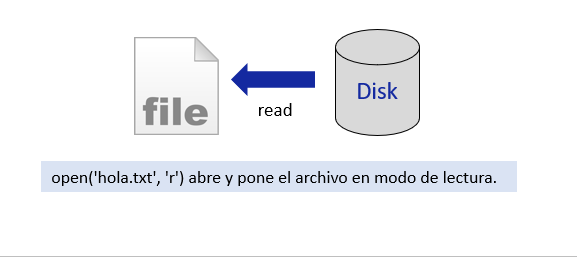 file
Disk
read
open('hola.txt', 'r') abre y pone el archivo en modo de lectura.